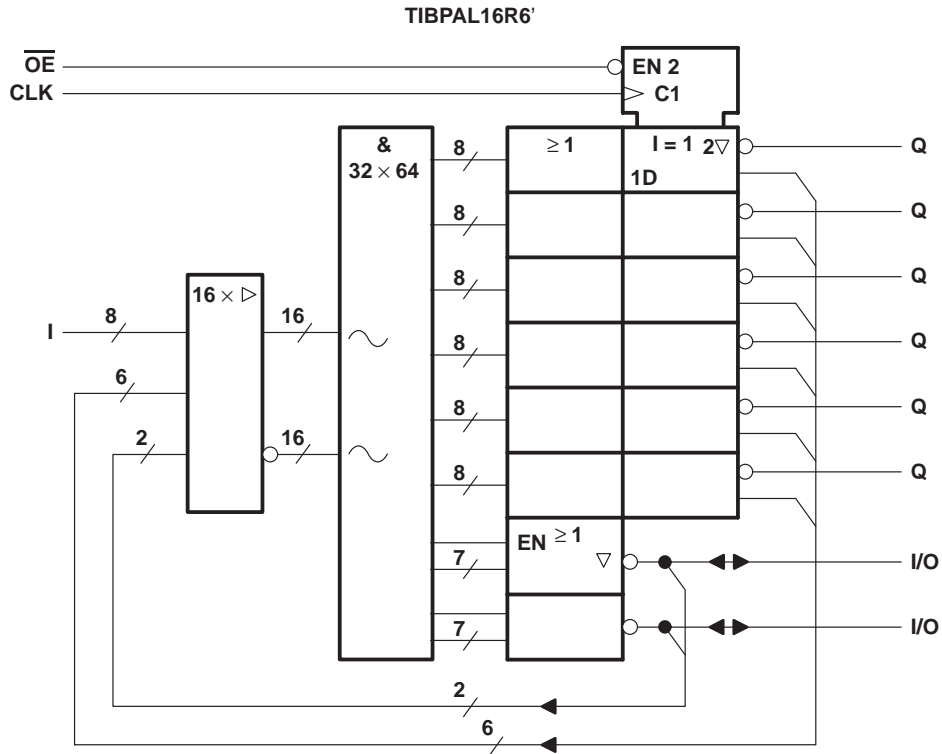 TIBPAL16R6’
OE
EN 2
CLK
C1
&
32 × 64
8
≥ 1
I = 1
2▽
Q
1D
8
Q
8
Q
16 × ▷
I
8
16
8
Q
6
8
Q
2
16
8
Q
EN
≥ 1
▽
7
I/O
7
I/O
2
6